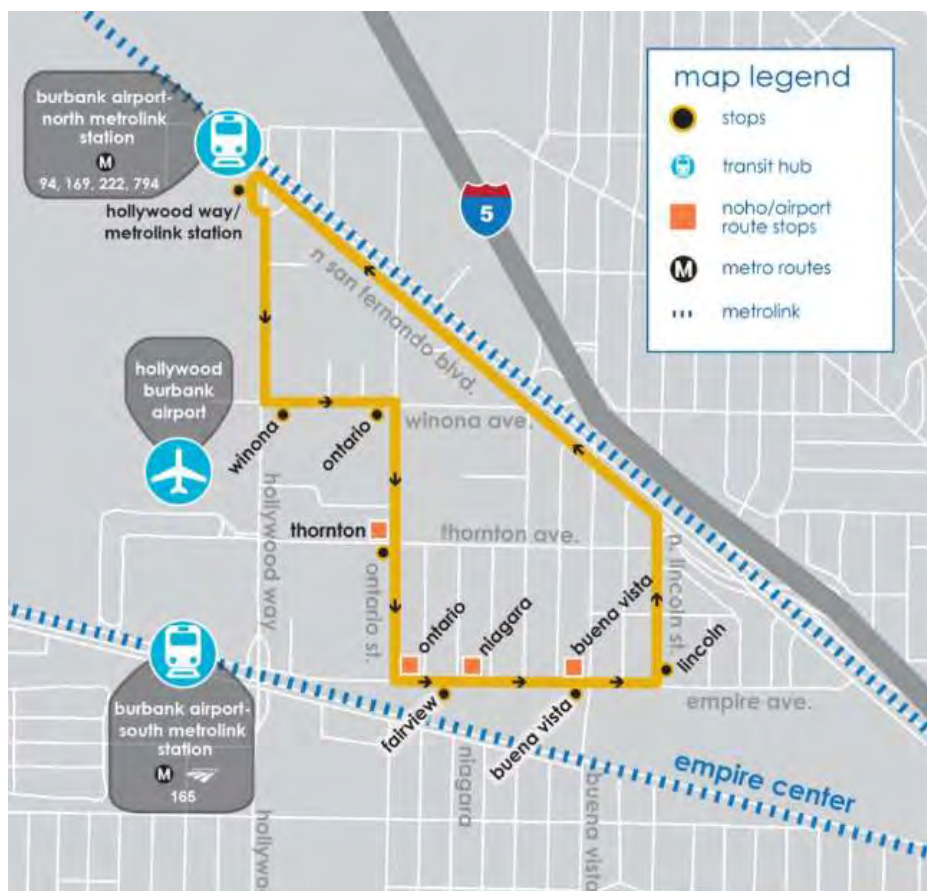 burbank airport-
north metrolink
station
M
94, 169, 222, 794
hollywood way/
metrolink station
map legend
stops
transit hub
noho/airport
route stops
M
metro routes
metrolink
5
n san fernando blvd.
hollywood
burbank
airport
winona
ontario
winona ave.
hollywood way
thornton
thornton ave.
ontario st.
n. lincoln st.
ontario
niagara
buena vista
lincoln
fairview
buena vista
empire ave.
burbank airport-
south metrolink
station
M
165
niagara
buena vista
empire center
hollywo